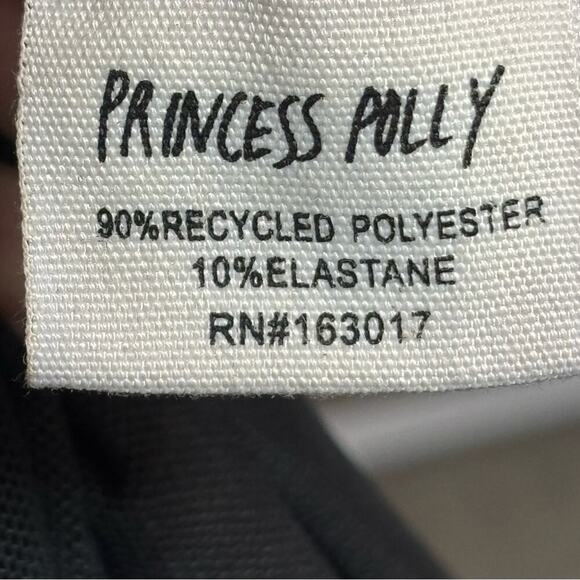 PRINCESS POLLY
90%RECYCLED POLYESTER
10%ELASTANE
RN#163017